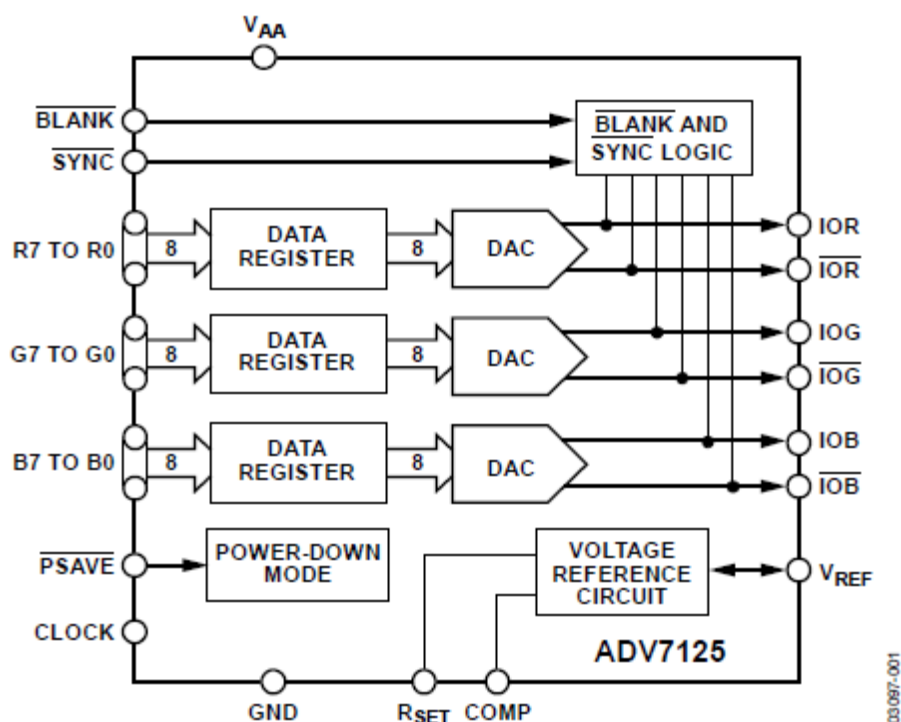 VAA
BLANK
SYNC
BLANK AND
SYNC LOGIC
R7 TO R0
8
DATA
REGISTER
8
DAC
IOR
IOR
G7 TO G0
8
DATA
REGISTER
8
DAC
IOG
IOG
B7 TO B0
8
DATA
REGISTER
8
DAC
IOB
IOB
PSAVE
POWER-DOWN
MODE
VOLTAGE
REFERENCE
CIRCUIT
VREF
CLOCK
ADV7125
GND
RSET
COMP
03097-001